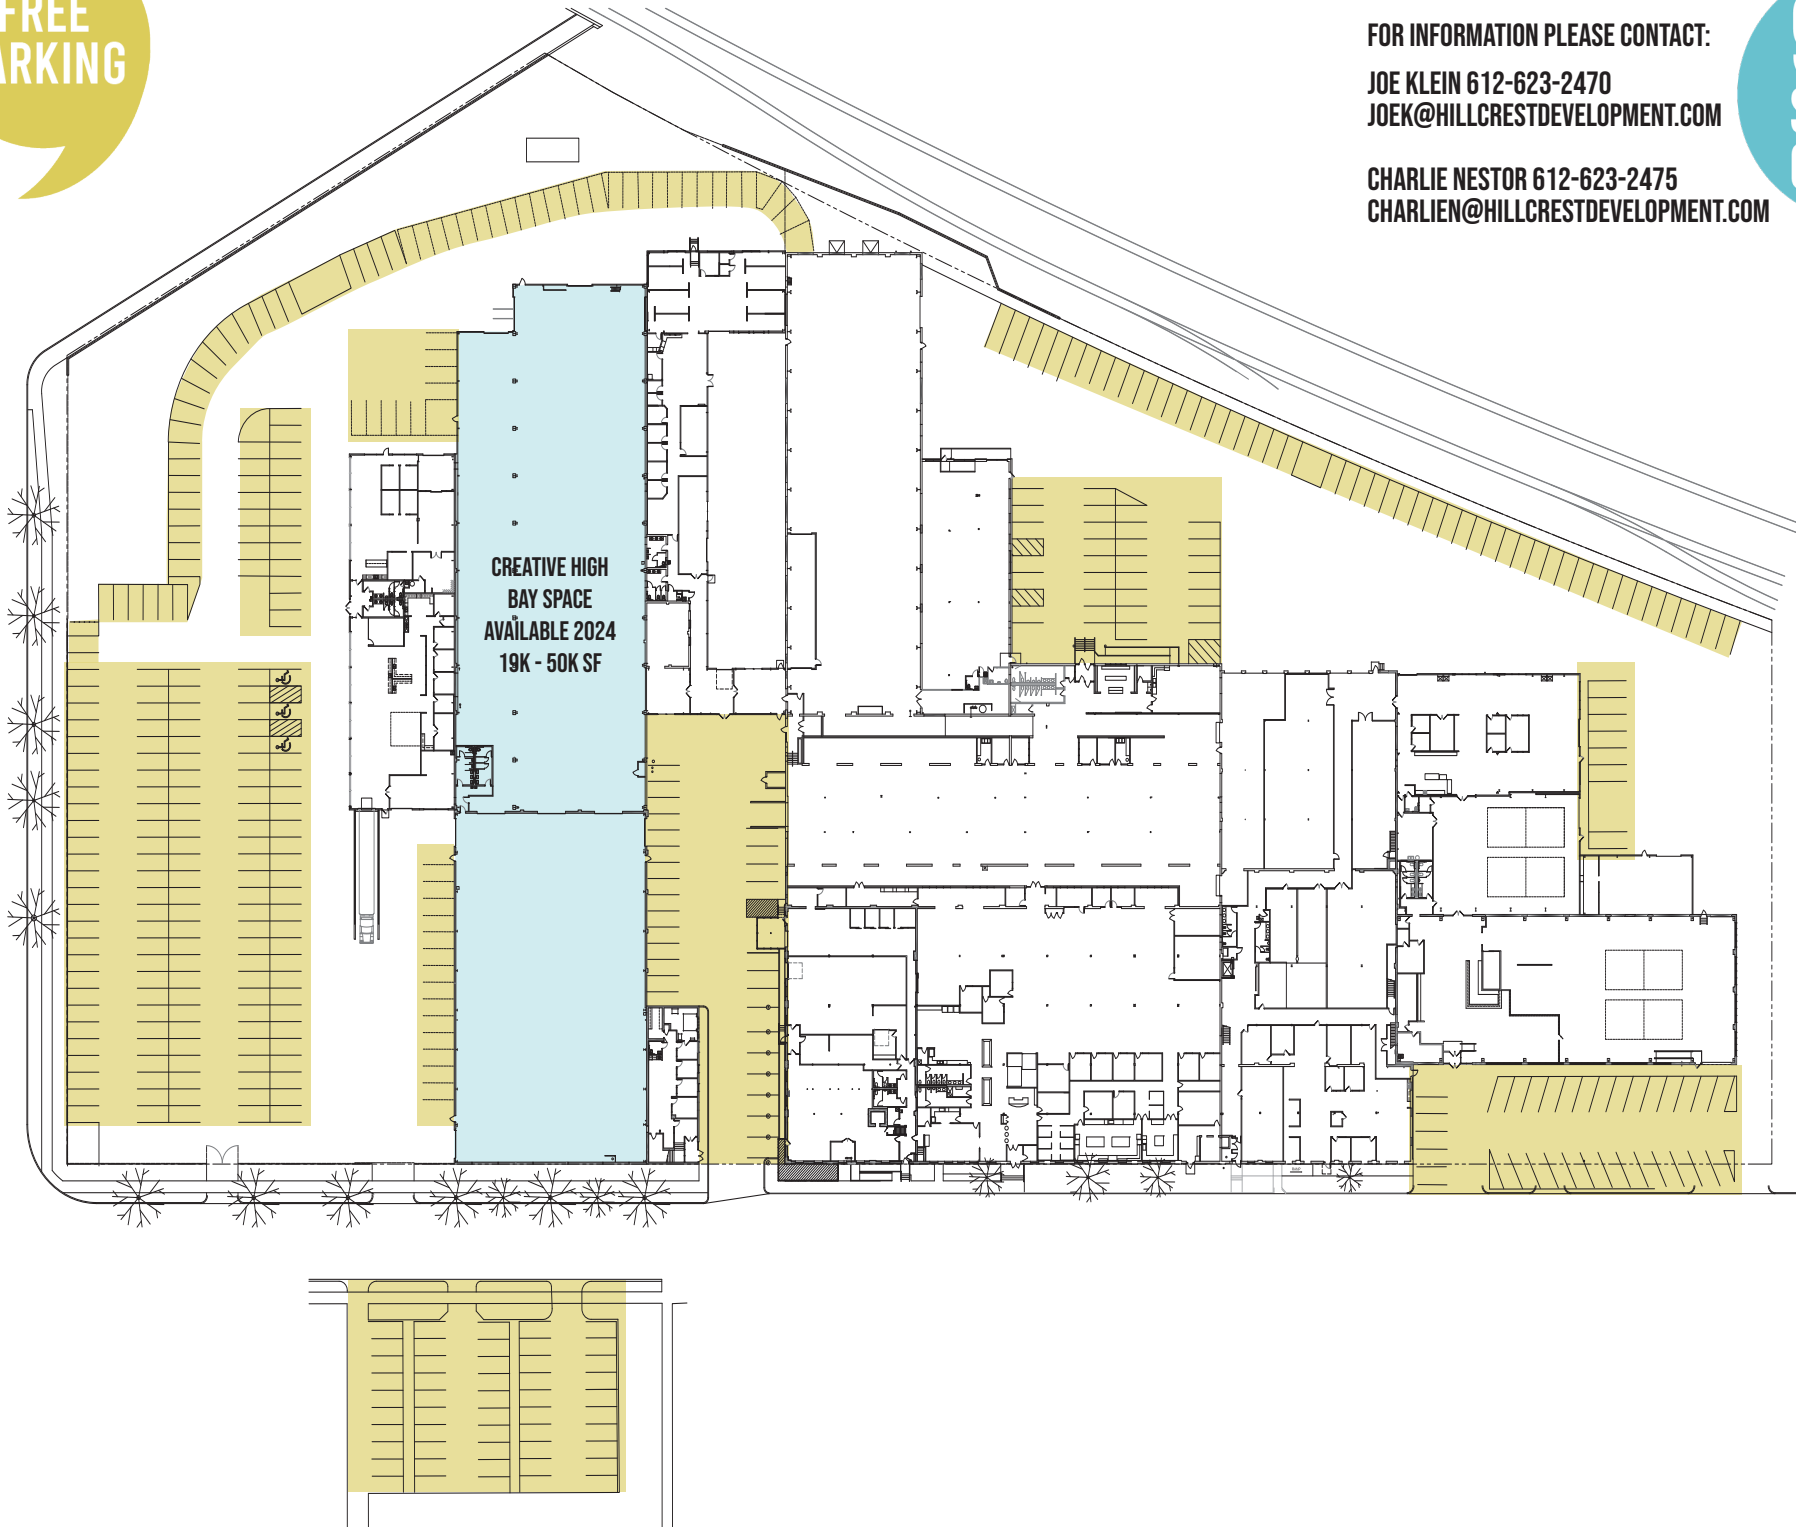 FREE
ARKING
FOR INFORMATION PLEASE CONTACT:
JOE KLEIN 612-623-2470
JOEK@HILLCRESTDEVELOPMENT.COM
CHARLIE NESTOR 612-623-2475
CHARLIEN@HILLCRESTDEVELOPMENT.COM
CREATIVE HIGH
BAY SPACE
AVAILABLE 2024
19K - 50K SF